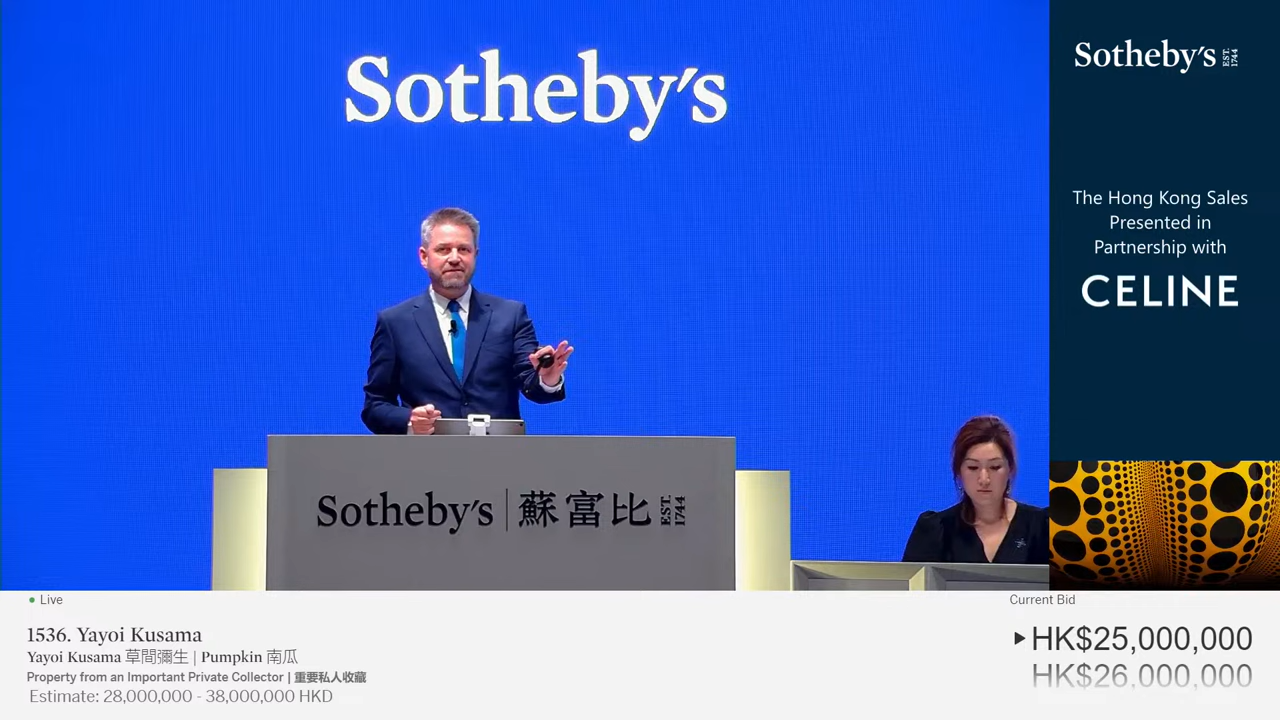 Sotheby's
Sotheby's EST. 1744
The Hong Kong Sales
Presented in
Partnership with
CELINE
Sotheby's | 蘇富比 EST. 1744
Live
Current Bid
1536. Yayoi Kusama
Yayoi Kusama 草間彌生 | Pumpkin 南瓜
Property from an Important Private Collector | 重要私人收藏
Estimate: 28,000,000 - 38,000,000 HKD
HK$25,000,000
HK$26,000,000